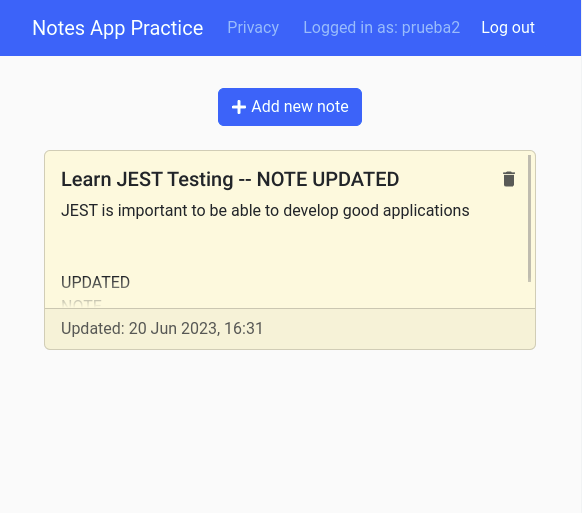 Notes App Practice Privacy Logged in as: prueba2 Log out
Add new note
Learn JEST Testing -- NOTE UPDATED
JEST is important to be able to develop good applications
UPDATED
NOTE
Updated: 20 Jun 2023, 16:31